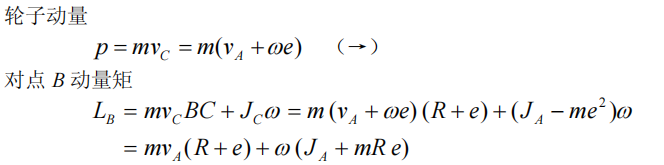 轮子动量
p = mv_C = m(v_A + ωe) （→）
对点 B 动量矩
L_B = mv_C BC + J_C ω = m (v_A + ωe) (R + e) + (J_A − me²)ω
= mv_A (R + e) + ω (J_A + mR e)